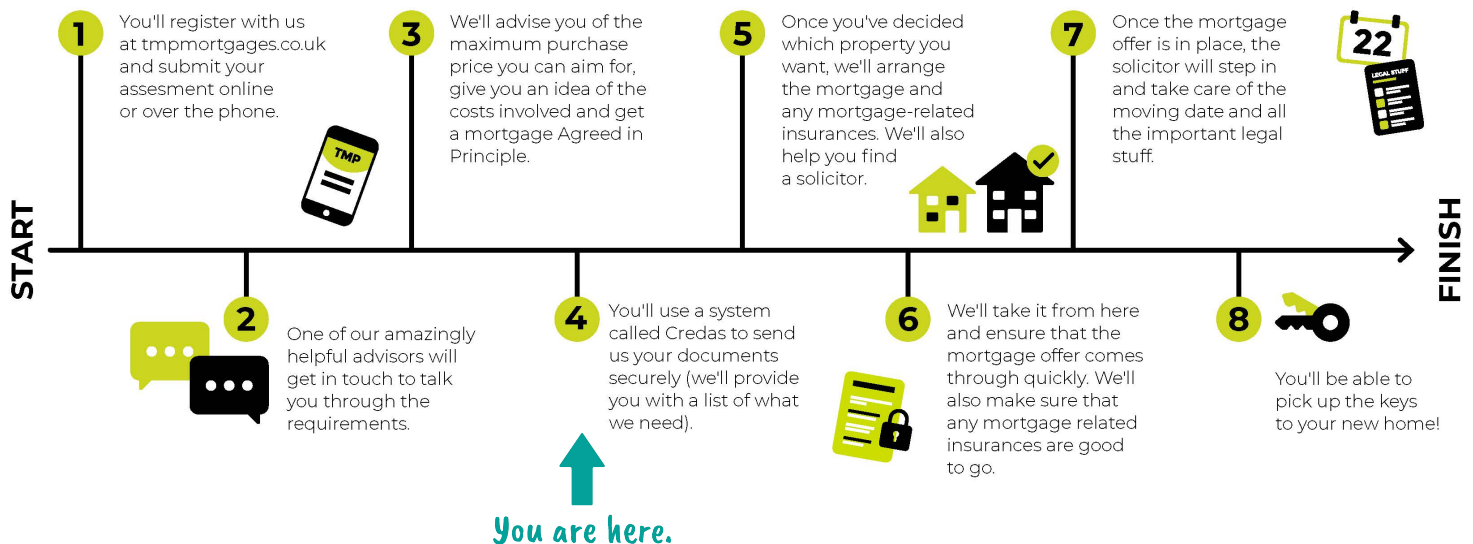 START
1
You'll register with us
at tmpmortgages.co.uk
and submit your
assesment online
or over the phone.
TMP
2
One of our amazingly
helpful advisors will
get in touch to talk
you through the
requirements.
3
We'll advise you of the
maximum purchase
price you can aim for,
give you an idea of the
costs involved and get
a mortgage Agreed in
Principle.
4
You'll use a system
called Credas to send
us your documents
securely (we'll provide
you with a list of what
we need).
You are here.
5
Once you've decided
which property you
want, we'll arrange
the mortgage and
any mortgage-related
insurances. We'll also
help you find
a solicitor.
6
We'll take it from here
and ensure that the
mortgage offer comes
through quickly. We'll
also make sure that
any mortgage related
insurances are good
to go.
7
Once the mortgage
offer is in place, the
solicitor will step in
and take care of the
moving date and all
the important legal
stuff.
22
LEGAL STUFF
8
You'll be able to
pick up the keys
to your new home!
FINISH